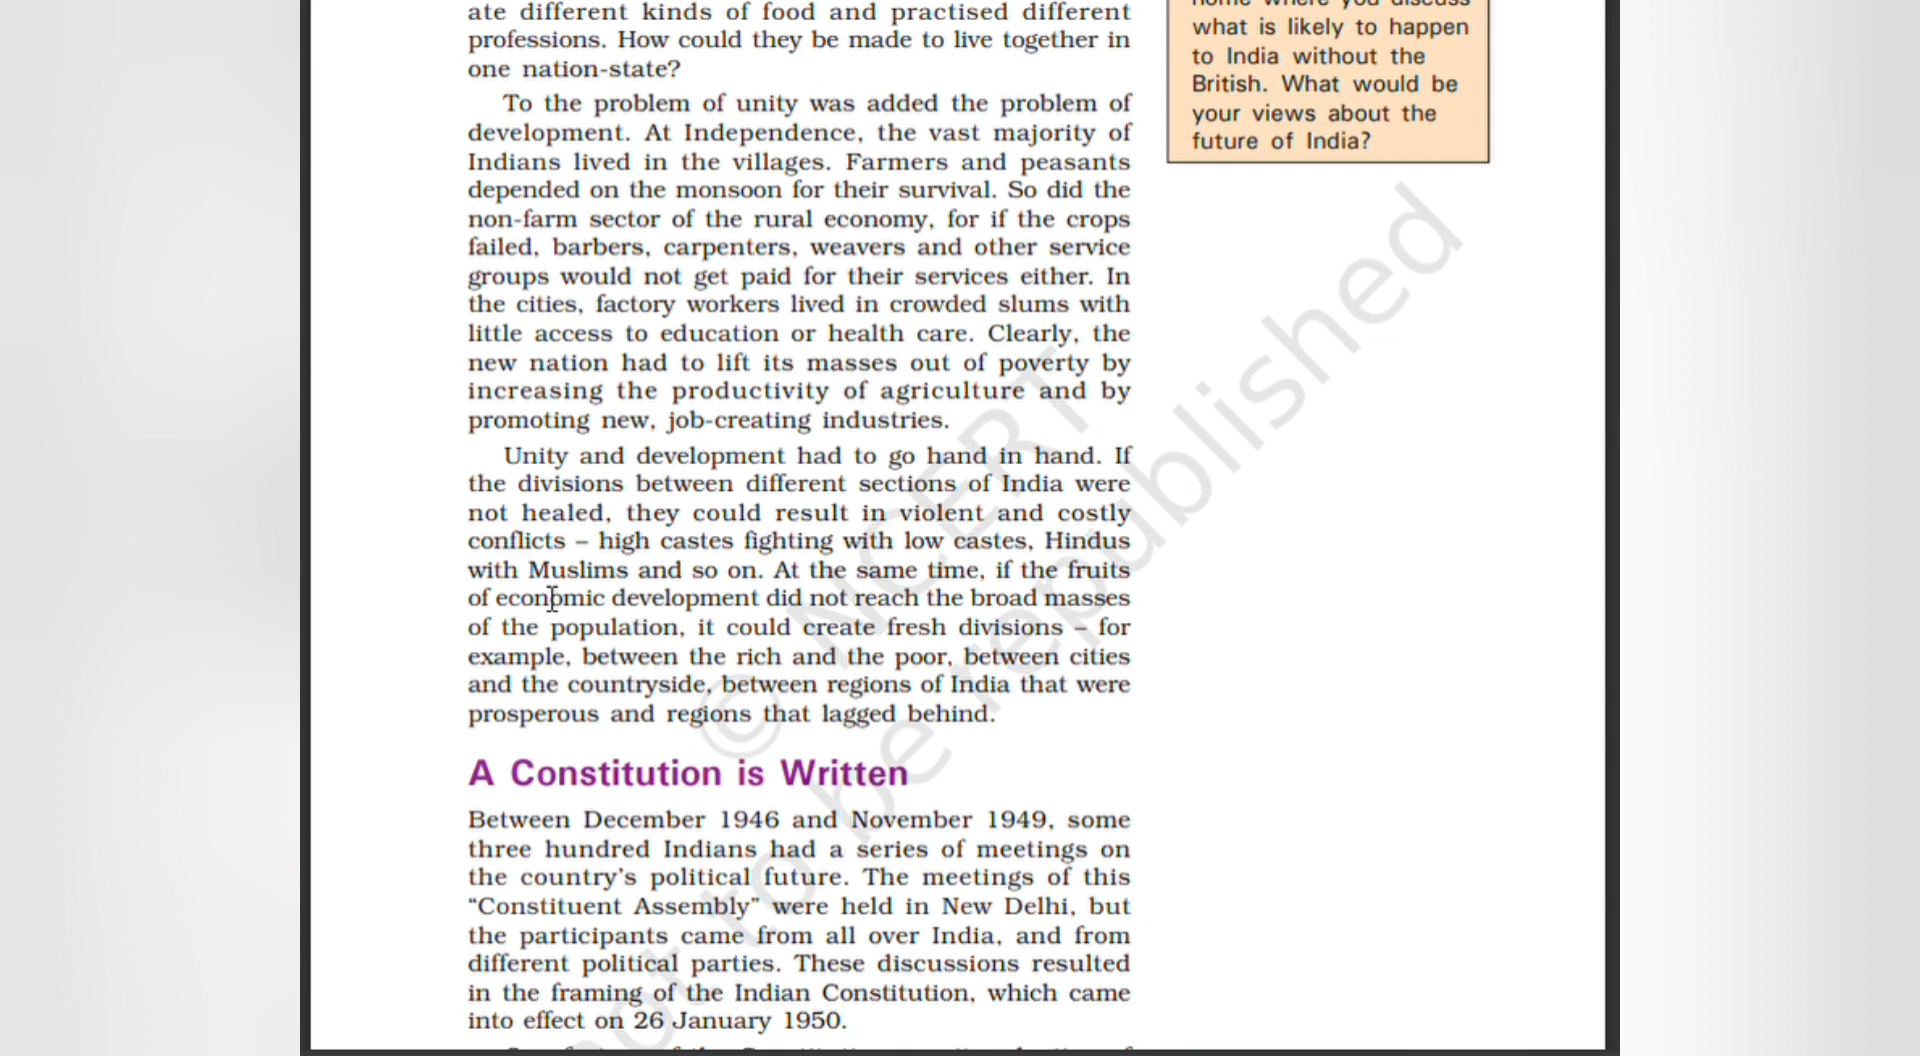 ate different kinds of food and practised different
professions. How could they be made to live together in
one nation-state?
To the problem of unity was added the problem of
development. At Independence, the vast majority of
Indians lived in the villages. Farmers and peasants
depended on the monsoon for their survival. So did the
non-farm sector of the rural economy, for if the crops
failed, barbers, carpenters, weavers and other service
groups would not get paid for their services either. In
the cities, factory workers lived in crowded slums with
little access to education or health care. Clearly, the
new nation had to lift its masses out of poverty by
increasing the productivity of agriculture and by
promoting new, job-creating industries.
Unity and development had to go hand in hand. If
the divisions between different sections of India were
not healed, they could result in violent and costly
conflicts – high castes fighting with low castes, Hindus
with Muslims and so on. At the same time, if the fruits
of economic development did not reach the broad masses
of the population, it could create fresh divisions – for
example, between the rich and the poor, between cities
and the countryside, between regions of India that were
prosperous and regions that lagged behind.
A Constitution is Written
Between December 1946 and November 1949, some
three hundred Indians had a series of meetings on
the country's political future. The meetings of this
“Constituent Assembly” were held in New Delhi, but
the participants came from all over India, and from
different political parties. These discussions resulted
in the framing of the Indian Constitution, which came
into effect on 26 January 1950.
home where you discuss
what is likely to happen
to India without the
British. What would be
your views about the
future of India?
© NCERT
not to be republished